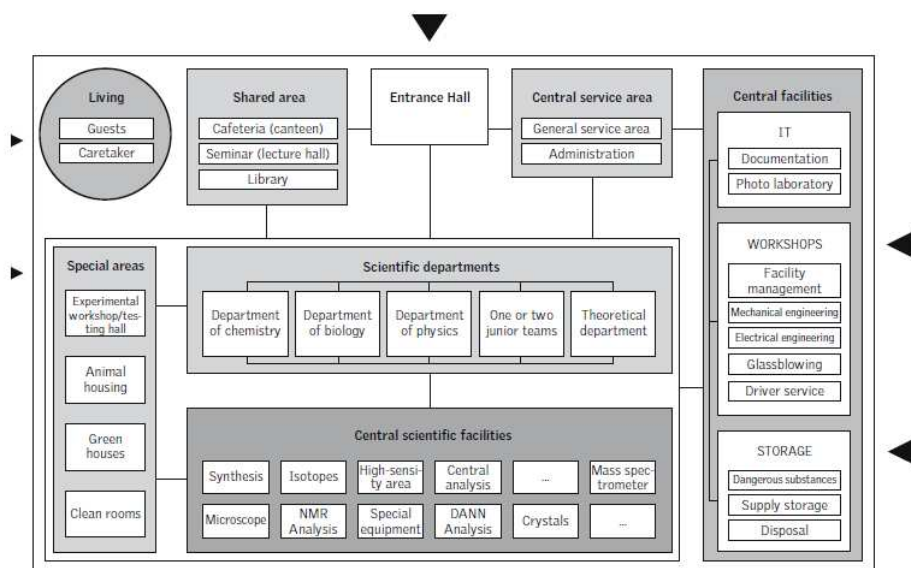 Living
Guests
Caretaker
Shared area
Cafeteria (canteen)
Seminar (lecture hall)
Library
Entrance Hall
Central service area
General service area
Administration
Central facilities
IT
Documentation
Photo laboratory
WORKSHOPS
Facility
management
Mechanical engineering
Electrical engineering
Glassblowing
Driver service
STORAGE
Dangerous substances
Supply storage
Disposal
Special areas
Experimental
workshop/tes-
ting hall
Animal
housing
Green
houses
Clean rooms
Scientific departments
Department
of chemistry
Department
of biology
Department
of physics
One or two
junior teams
Theoretical
department
Central scientific facilities
Synthesis
Isotopes
High-sensi-
ty area
Central
analysis
...
Mass spec-
trometer
Microscope
NMR
Analysis
Special
equipment
DANN
Analysis
Crystals
...